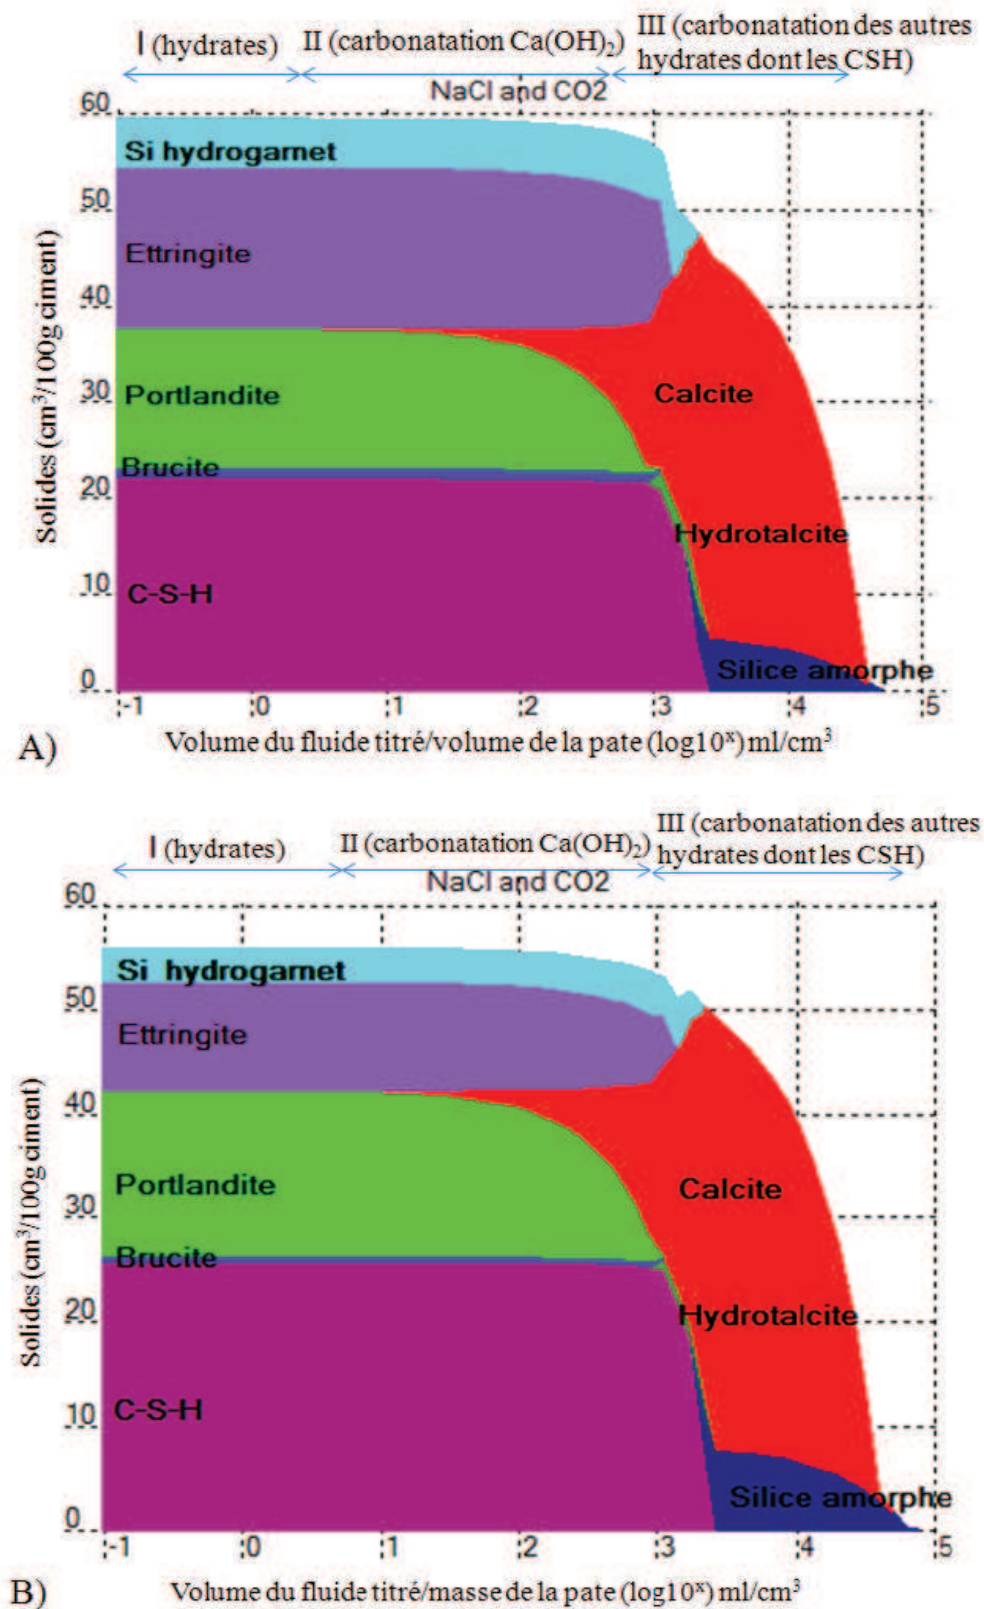 I (hydrates)
II (carbonatation Ca(OH)₂)
III (carbonatation des autres
hydrates dont les CSH)
NaCl and CO2
60
50
40
30
20
10
0
Solides (cm³/100g ciment)
Si hydrogarnet
Ettringite
Portlandite
Brucite
C-S-H
Calcite
Hydrotalcite
Silice amorphe
-1 0 1 2 3 4 5
A)
Volume du fluide titré/volume de la pate (log10ˣ) ml/cm³
I (hydrates)
II (carbonatation Ca(OH)₂)
III (carbonatation des autres
hydrates dont les CSH)
NaCl and CO2
60
50
40
30
20
10
0
Solides (cm³/100g ciment)
Si hydrogarnet
Ettringite
Portlandite
Brucite
C-S-H
Calcite
Hydrotalcite
Silice amorphe
-1 0 1 2 3 4 5
B)
Volume du fluide titré/masse de la pate (log10ˣ) ml/cm³